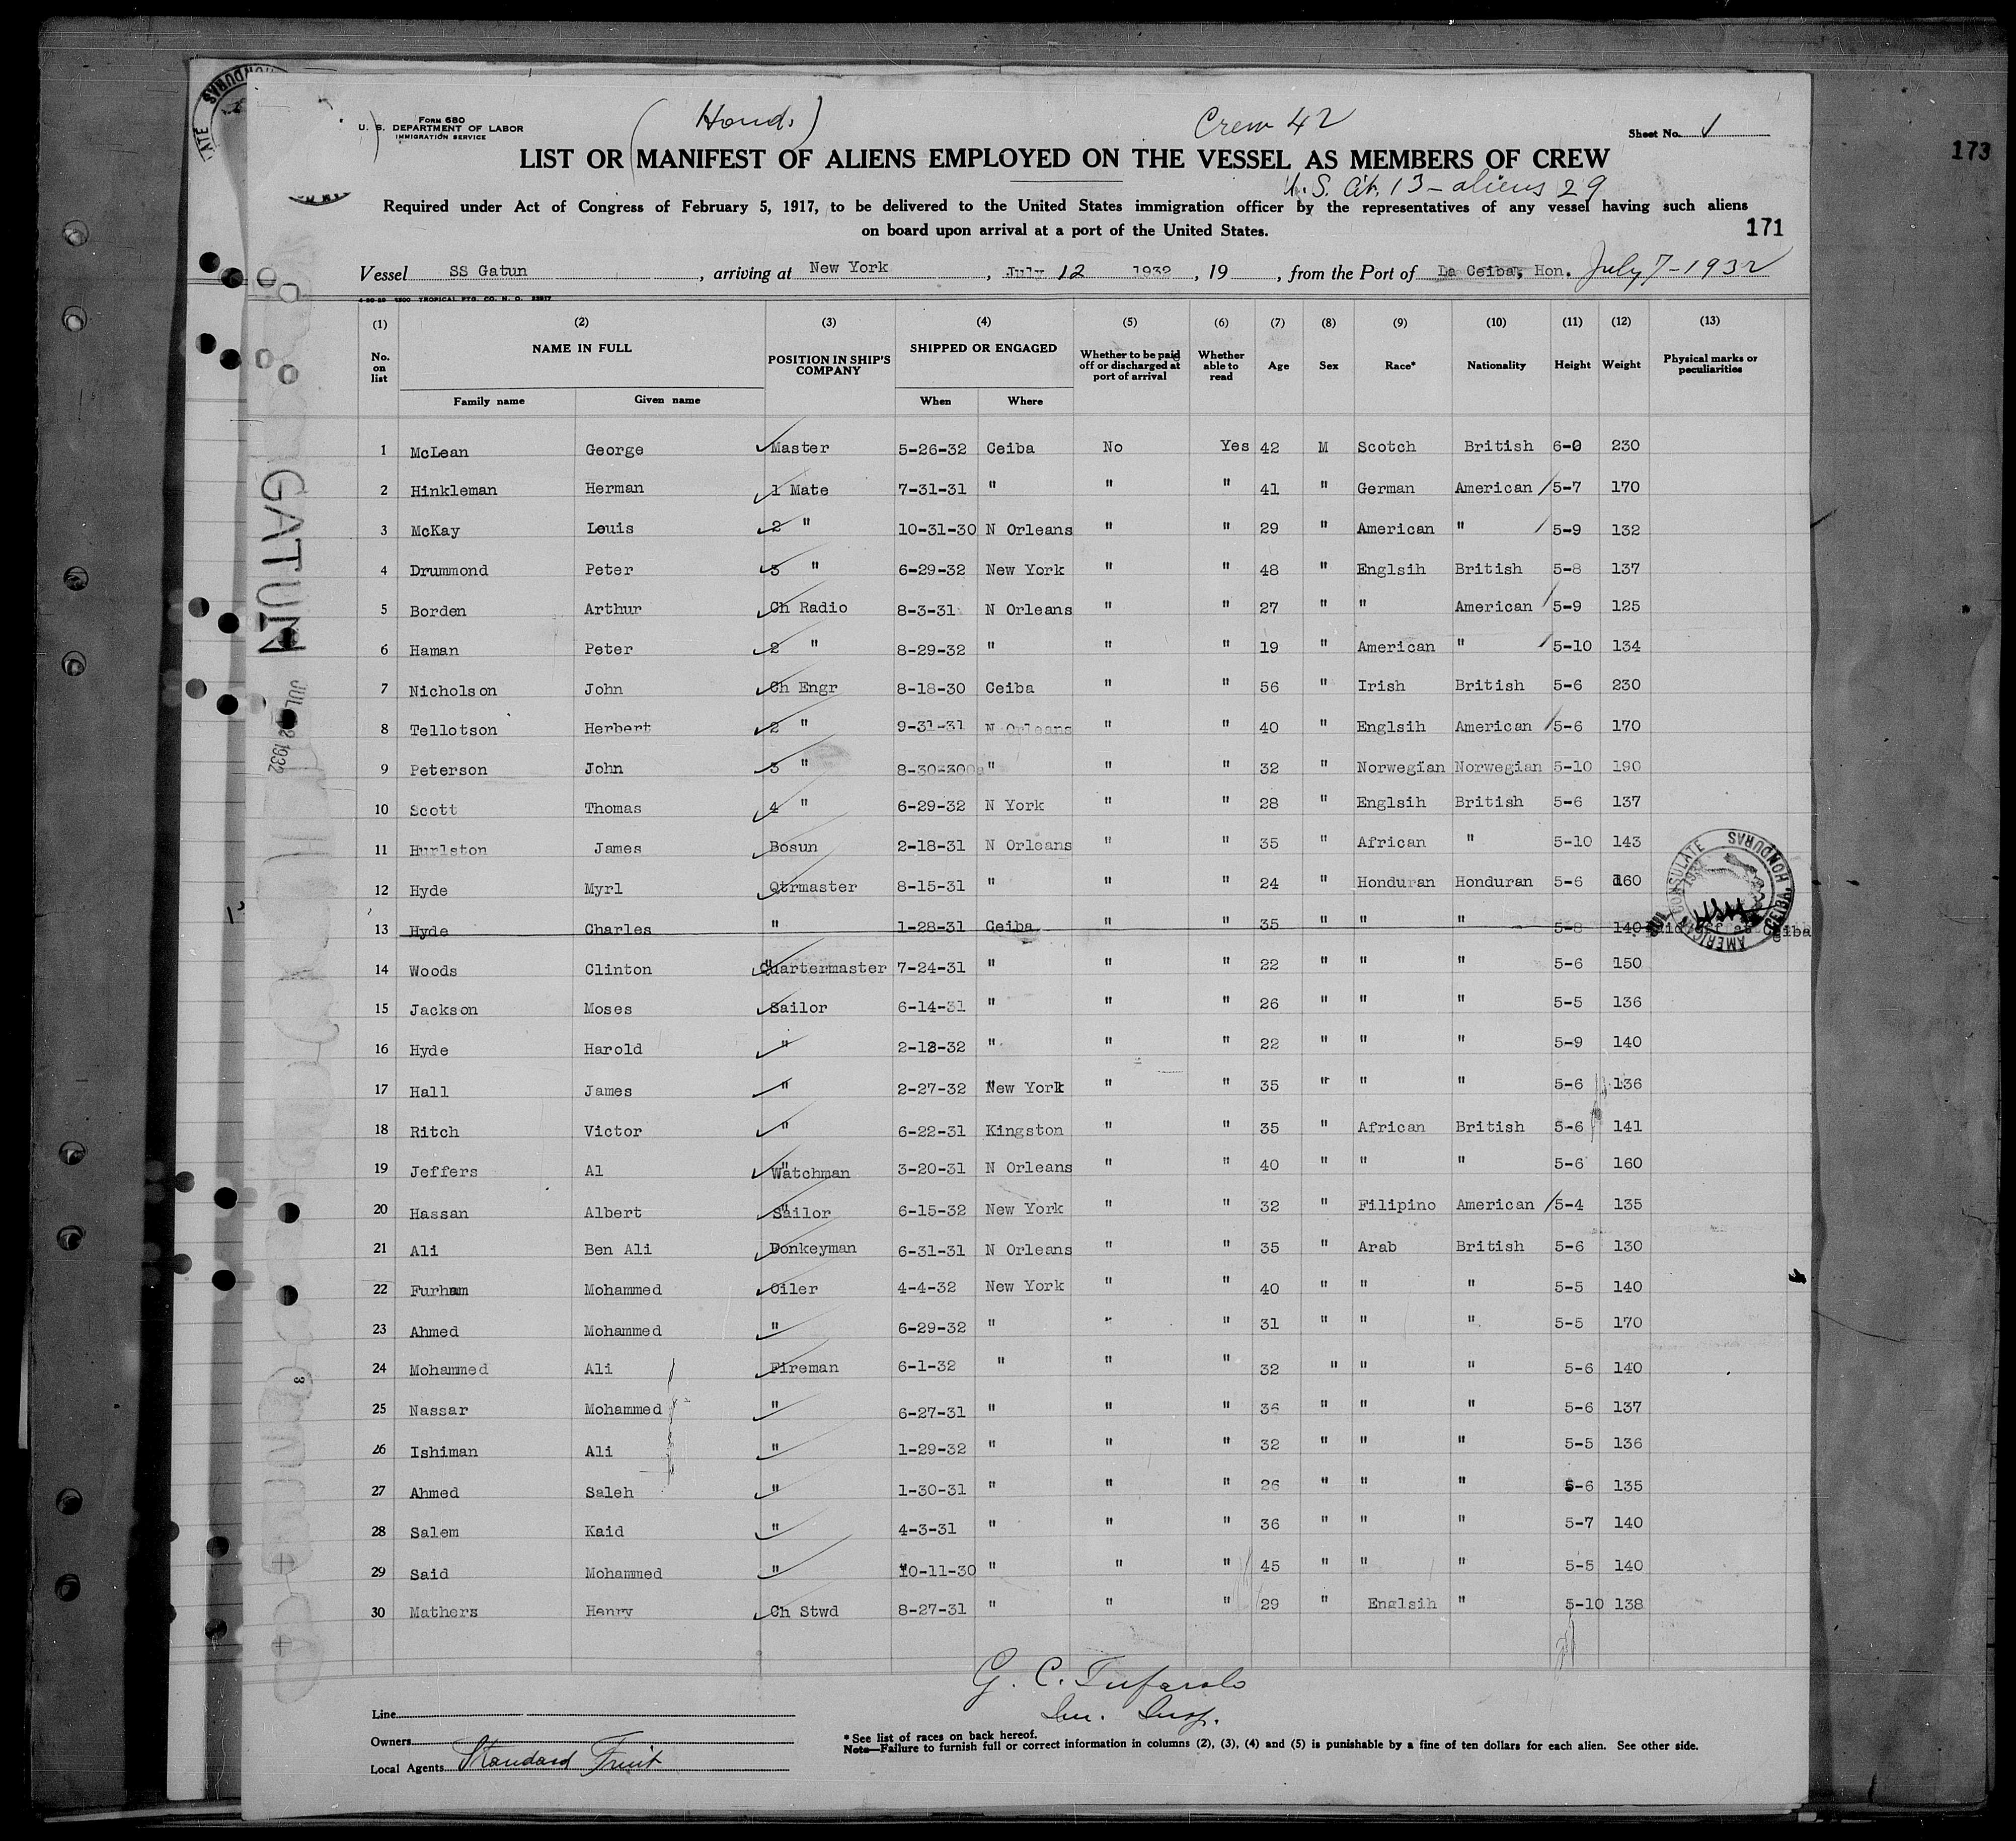 (Hond.)
Crew 42
Form 680
U. S. DEPARTMENT OF LABOR
IMMIGRATION SERVICE
Sheet No. 1
173
LIST OR MANIFEST OF ALIENS EMPLOYED ON THE VESSEL AS MEMBERS OF CREW
U.S. Cit. 13 - aliens 29
Required under Act of Congress of February 5, 1917, to be delivered to the United States immigration officer by the representatives of any vessel having such aliens
on board upon arrival at a port of the United States.
171
Vessel SS Gatun, arriving at New York, July 12 1932, 19, from the Port of La Ceiba, Hon. July 7-1932
(1) (2) (3) (4) (5) (6) (7) (8) (9) (10) (11) (12) (13)
No. on list NAME IN FULL POSITION IN SHIP'S COMPANY SHIPPED OR ENGAGED Whether to be paid off or discharged at port of arrival Whether able to read Age Sex Race* Nationality Height Weight Physical marks or peculiarities
Family name Given name When Where
1 McLean George Master 5-26-32 Ceiba No Yes 42 M Scotch British 6-0 230
2 Hinkleman Herman 1 Mate 7-31-31 " " " 41 " German American 5-7 170
3 McKay Louis 2 " 10-31-30 N Orleans " " 29 " American " 5-9 132
4 Drummond Peter 3 " 6-29-32 New York " " 48 " Englsih British 5-8 137
5 Borden Arthur Ch Radio 8-3-31 N Orleans " " 27 " " American 5-9 125
6 Haman Peter 2 " 8-29-32 " " " 19 " American " 5-10 134
7 Nicholson John Ch Engr 8-18-30 Ceiba " " 56 " Irish British 5-6 230
8 Tellotson Herbert 2 " 9-31-31 N Orleans " " 40 " Englsih American 5-6 170
9 Peterson John 3 " " " " 32 " Norwegian Norwegian 5-10 190
10 Scott Thomas 4 " 6-29-32 N York " " 28 " Englsih British 5-6 137
11 Hurlston James Bosun 2-18-31 N Orleans " " 35 " African " 5-10 143
12 Hyde Myrl Qtrmaster 8-15-31 " " " 24 " Honduran Honduran 5-6 160
13 Hyde Charles " 1-28-31 Ceiba " " 35 " " " 5-8 140 Ceiba
14 Woods Clinton Quartermaster 7-24-31 " " " 22 " " " 5-6 150
15 Jackson Moses Sailor 6-14-31 " " " 26 " " " 5-5 136
16 Hyde Harold " 2-18-32 " " " 22 " " " 5-9 140
17 Hall James " 2-27-32 New York " " 35 " " " 5-6 136
18 Ritch Victor " 6-22-31 Kingston " " 35 " African British 5-6 141
19 Jeffers Al Watchman 3-20-31 N Orleans " " 40 " " " 5-6 160
20 Hassan Albert Sailor 6-15-32 New York " " 32 " Filipino American 5-4 135
21 Ali Ben Ali Donkeyman 6-31-31 N Orleans " " 35 " Arab British 5-6 130
22 Furham Mohammed Oiler 4-4-32 New York " " 40 " " " 5-5 140
23 Ahmed Mohammed " 6-29-32 " " " 31 " " " 5-5 170
24 Mohammed Ali Fireman 6-1-32 " " " 32 " " " 5-6 140
25 Nassar Mohammed " 6-27-31 " " " 36 " " " 5-6 137
26 Ishiman Ali " 1-29-32 " " " 32 " " " 5-5 136
27 Ahmed Saleh " 1-30-31 " " " 26 " " " 5-6 135
28 Salem Kaid " 4-3-31 " " " 36 " " " 5-7 140
29 Said Mohammed " 10-11-30 " " " 45 " " " 5-5 140
30 Mathers Henry Ch Stwd 8-27-31 " " " 29 " Englsih " 5-10 138
AMERICAN CONSULATE CEIBA, HONDURAS
GATUN
JUL 12 1932
G. C. Tufarolo
Im. Insp.
Line
Owners
Local Agents Standard Fruit
*See list of races on back hereof.
Note—Failure to furnish full or correct information in columns (2), (3), (4) and (5) is punishable by a fine of ten dollars for each alien. See other side.